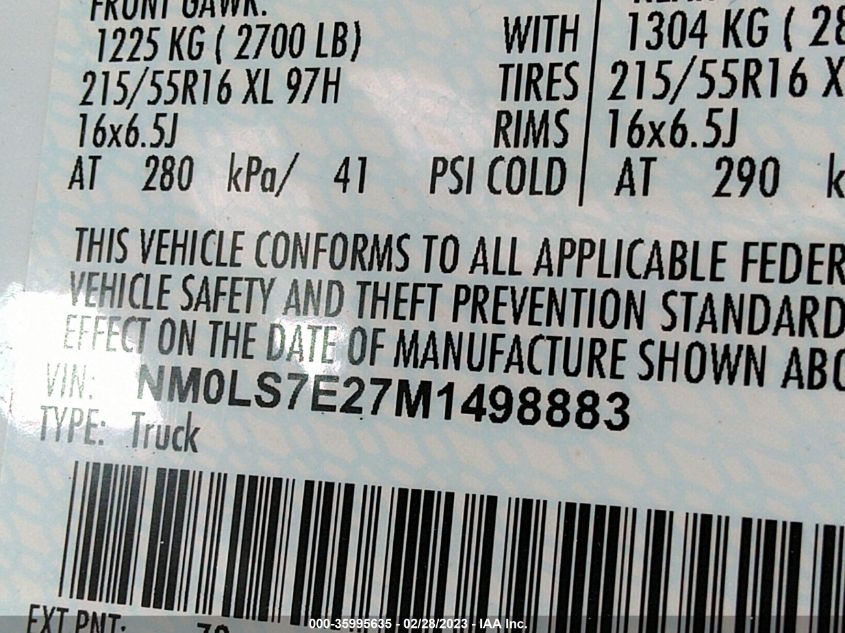 FRONT GAWR:
1225 KG ( 2700 LB) WITH 1304 KG ( 28
215/55R16 XL 97H TIRES 215/55R16 X
16x6.5J RIMS 16x6.5J
AT 280 kPa/ 41 PSI COLD AT 290 k
THIS VEHICLE CONFORMS TO ALL APPLICABLE FEDER
VEHICLE SAFETY AND THEFT PREVENTION STANDARD
EFFECT ON THE DATE OF MANUFACTURE SHOWN ABO
VIN: NM0LS7E27M1498883
TYPE: Truck
EXT PNT:
000-35995635 - 02/28/2023 - IAA Inc.